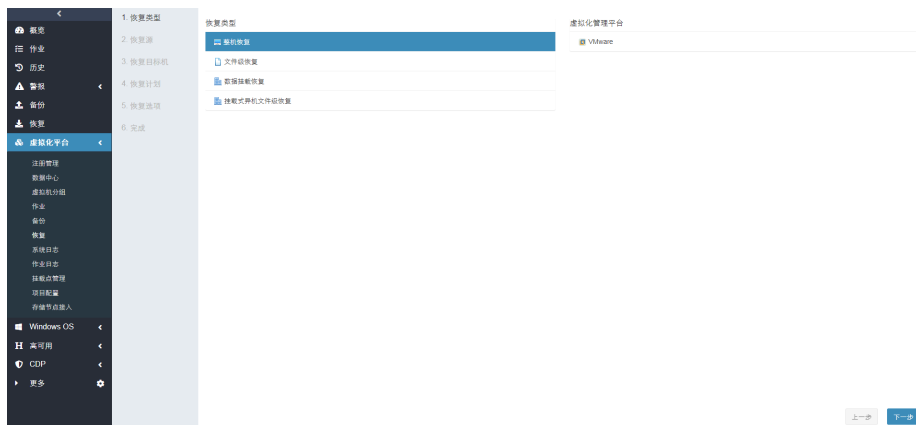 概览
作业
历史
警报
备份
恢复
虚拟化平台
注册管理
数据中心
虚拟机分组
作业
备份
恢复
系统日志
作业日志
挂载点管理
项目配量
存储节点接入
Windows OS
高可用
CDP
更多
1. 恢复类型
2. 恢复源
3. 恢复目标机
4. 恢复计划
5. 恢复选项
6. 完成
恢复类型
整机恢复
文件级恢复
数据挂载恢复
挂载式异机文件级恢复
虚拟化管理平台
VMware
上一步
下一步